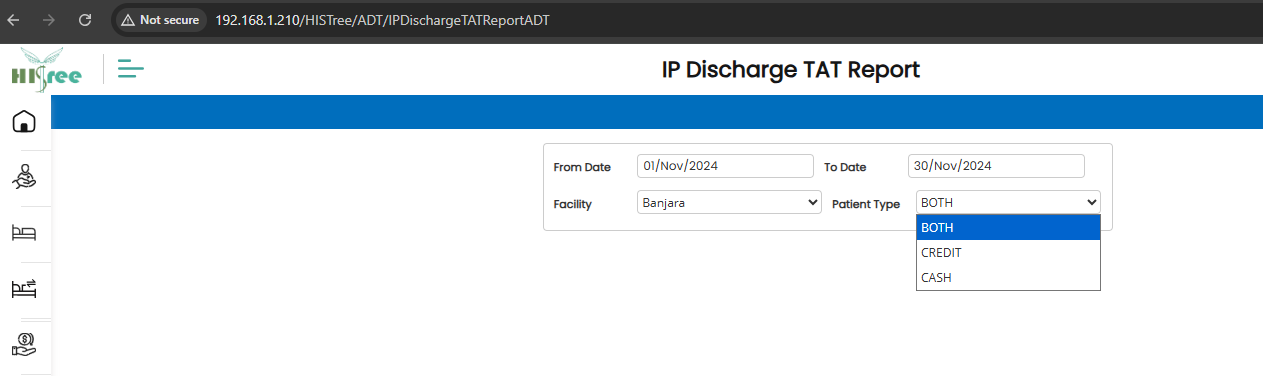 Not secure 192.168.1.210/HISTree/ADT/IPDischargeTATReportADT
HISTree
IP Discharge TAT Report
From Date 01/Nov/2024 To Date 30/Nov/2024
Facility Banjara Patient Type BOTH
BOTH
CREDIT
CASH